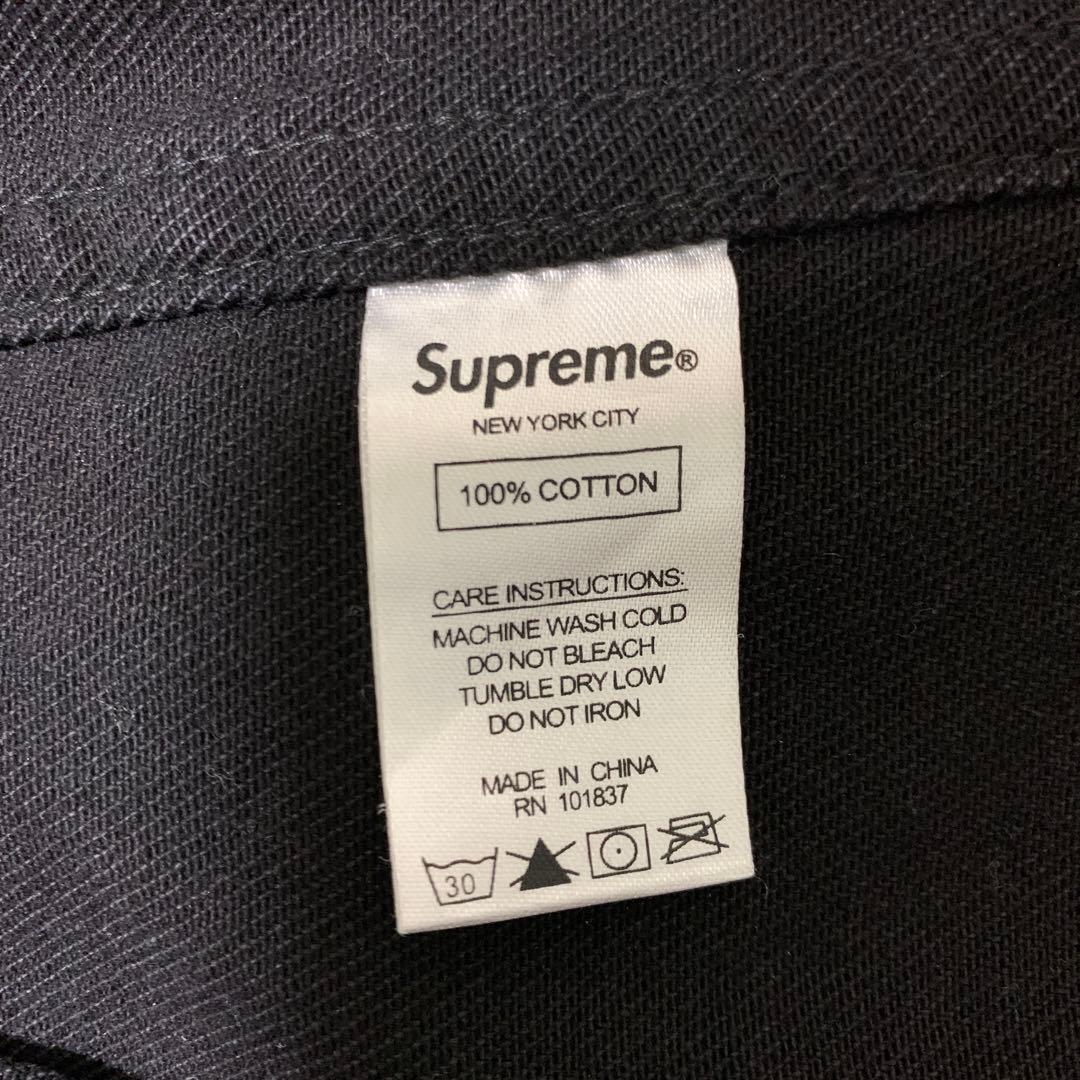 Supreme®
NEW YORK CITY
100% COTTON
CARE INSTRUCTIONS:
MACHINE WASH COLD
DO NOT BLEACH
TUMBLE DRY LOW
DO NOT IRON
MADE IN CHINA
RN 101837
30